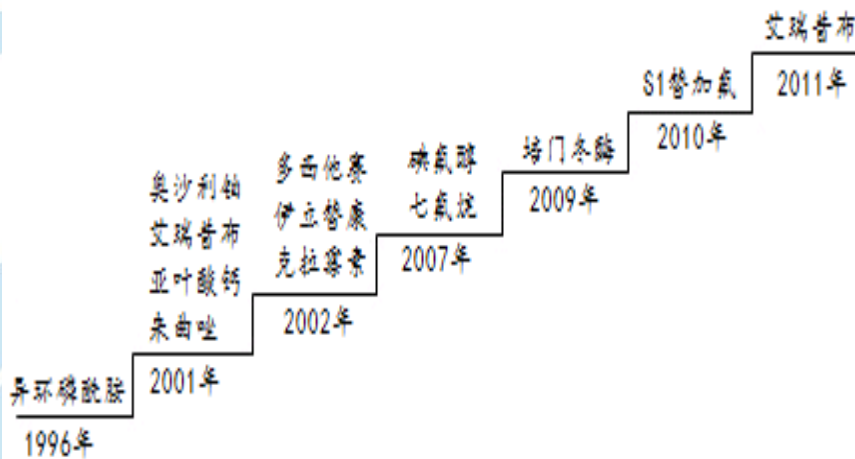 异环磷酰胺
1996年
奥沙利铂
艾瑞昔布
亚叶酸钙
来曲唑
2001年
多西他赛
伊立替康
克拉霉素
2002年
碘氟醇
七氟烷
2007年
培门冬酶
2009年
S1替加氟
2010年
艾瑞昔布
2011年